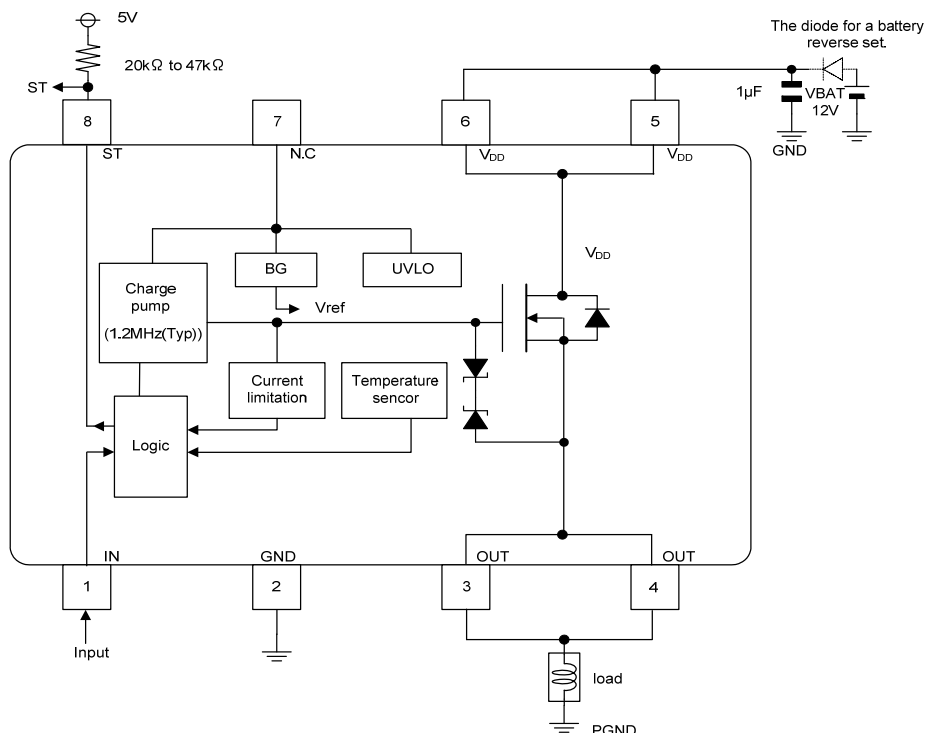 5V
The diode for a battery
reverse set.
20kΩ to 47kΩ
ST
1μF
VBAT
12V
8
7
6
5
GND
ST
N.C
VDD
VDD
VDD
BG
UVLO
Charge
pump
(1.2MHz(Typ))
Vref
Current
limitation
Temperature
sencor
Logic
IN
GND
OUT
OUT
1
2
3
4
Input
load
PGND